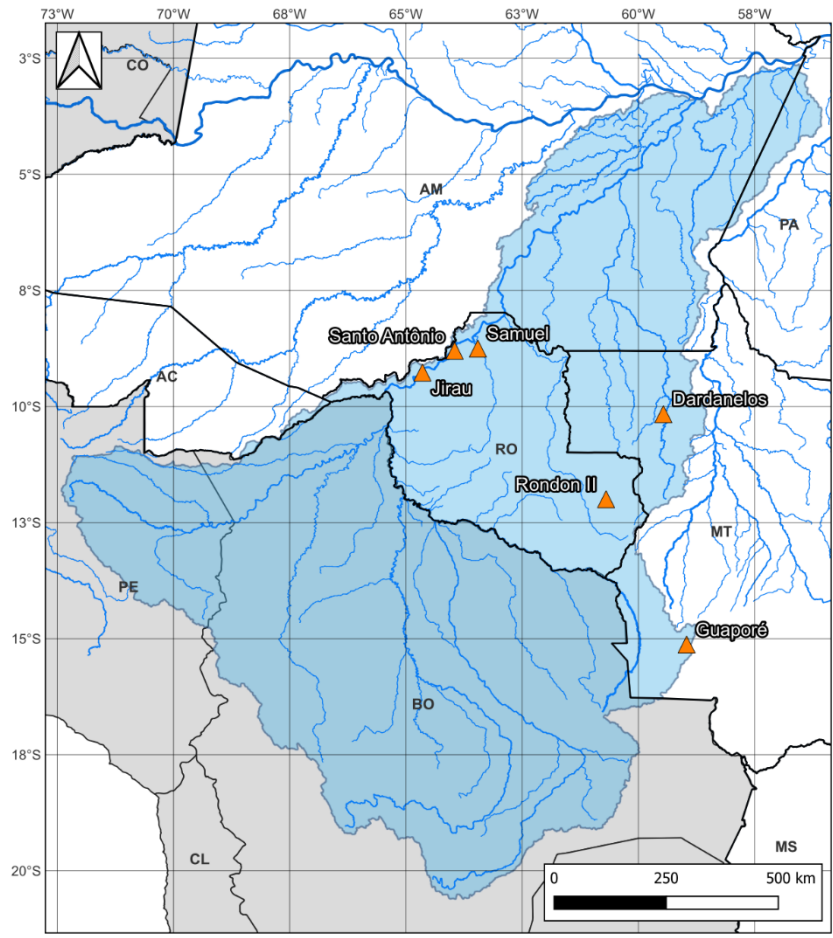 73°W 70°W 68°W 65°W 63°W 60°W 58°W
3°S
CO
5°S
AM
PA
8°S
Santo Antônio
Samuel
Jirau
AC
10°S
Dardanelos
RO
Rondon II
13°S
MT
PE
15°S
Guaporé
BO
18°S
CL
MS
20°S
0 250 500 km